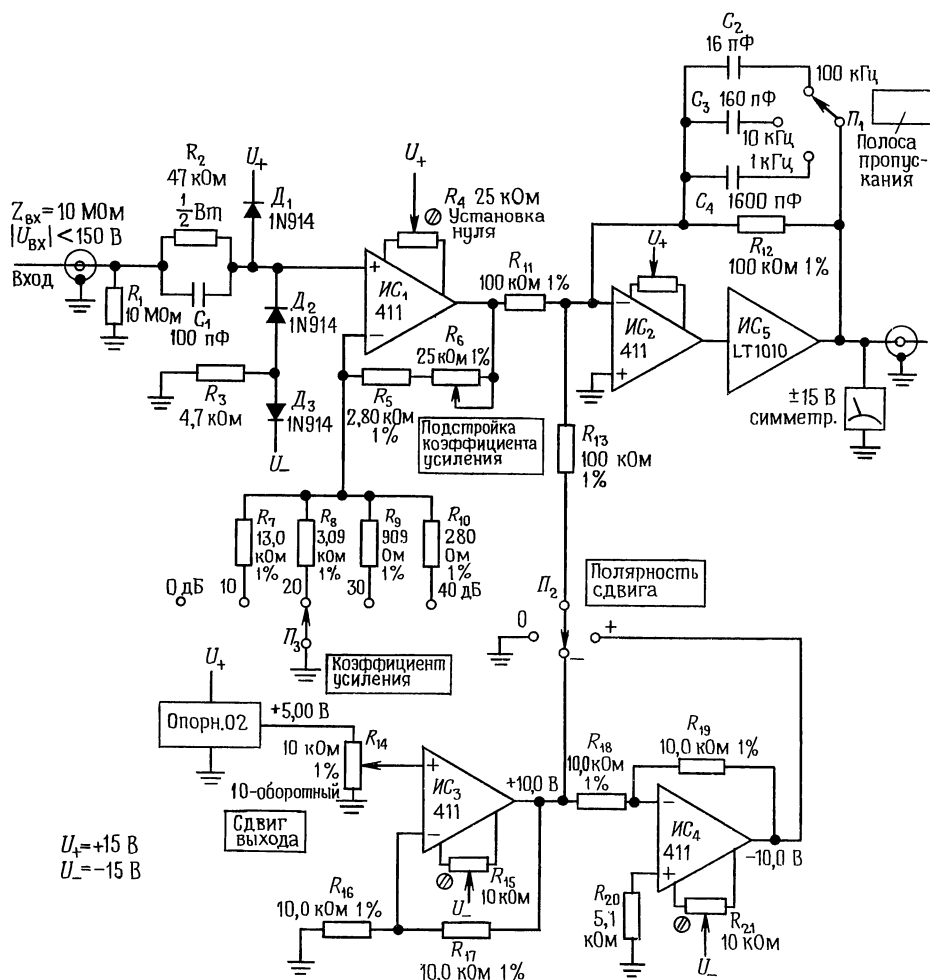 C₂
16 пФ
100 кГц
C₃ 160 пФ
П₁
10 кГц
Полоса
пропус-
кания
1 кГц
C₄ 1600 пФ
R₁₂
100 кОм 1%
U₊
R₂
47 кОм
1/2 Вт
U₊
Д₁
1N914
R₄ 25 кОм
Установка
нуля
Zвх = 10 МОм
|Uвх| < 150 В
Вход
R₁
10 МОм
C₁
100 пФ
Д₂
1N914
+
ИС₁
411
−
R₁₁
100 кОм 1%
U₊
−
ИС₂
411
+
ИС₅
LT1010
±15 В
симметр.
R₆
25 кОм 1%
R₃
4,7 кОм
Д₃
1N914
U₋
R₅
2,80 кОм
1%
Подстройка
коэффициента
усиления
R₁₃
100 кОм
1%
R₇
13,0
кОм
1%
R₈
3,09
кОм
1%
R₉
909
Ом
1%
R₁₀
280
Ом
1%
0 дБ
10
20
30
40 дБ
П₃
Коэффициент
усиления
П₂
Полярность
сдвига
0
+
−
U₊
Опорн.02
+5,00 В
10 кОм
1%
10-оборотный
R₁₄
Сдвиг
выхода
+
ИС₃
411
−
+10,0 В
R₁₈
10,0 кОм
1%
R₁₉
10,0 кОм 1%
−
ИС₄
411
+
−10,0 В
U₊=+15 В
U₋=−15 В
R₁₅
10 кОм
U₋
R₁₆
10,0 кОм 1%
R₁₇
10,0 кОм 1%
R₂₀
5,1
кОм
R₂₁
10 кОм
U₋